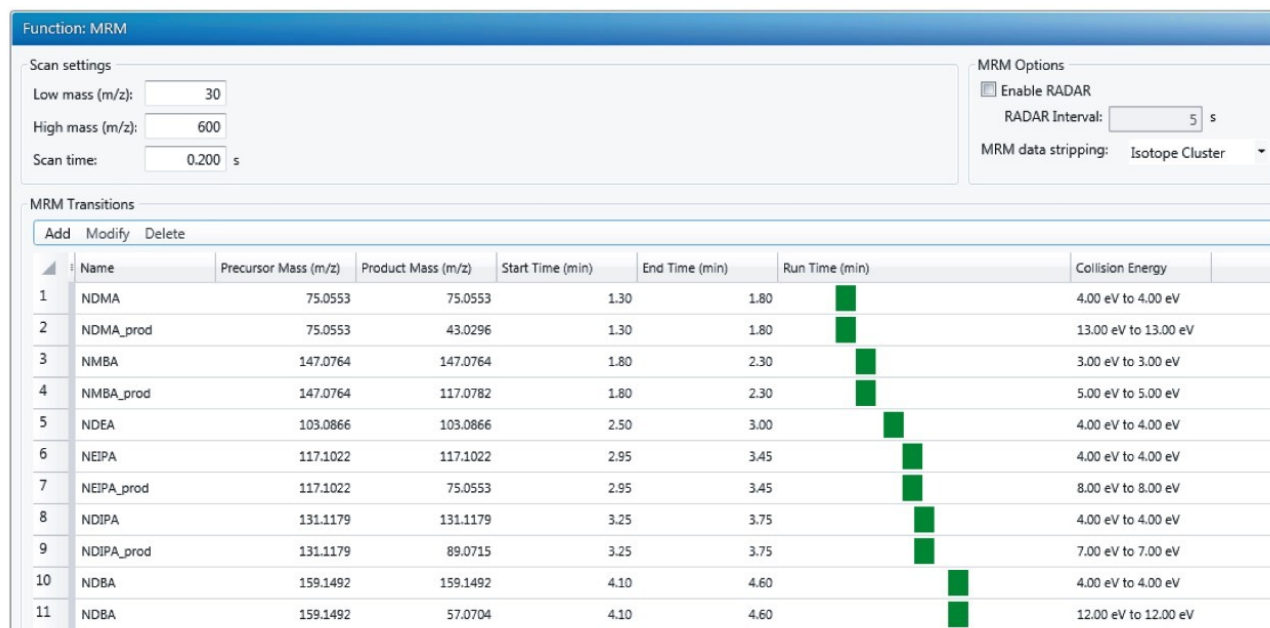 Function: MRM
Scan settings
Low mass (m/z): 30
High mass (m/z): 600
Scan time: 0.200 s
MRM Options
Enable RADAR
RADAR Interval: 5 s
MRM data stripping: Isotope Cluster
MRM Transitions
Add Modify Delete
Name Precursor Mass (m/z) Product Mass (m/z) Start Time (min) End Time (min) Run Time (min) Collision Energy
1 NDMA 75.0553 75.0553 1.30 1.80 4.00 eV to 4.00 eV
2 NDMA_prod 75.0553 43.0296 1.30 1.80 13.00 eV to 13.00 eV
3 NMBA 147.0764 147.0764 1.80 2.30 3.00 eV to 3.00 eV
4 NMBA_prod 147.0764 117.0782 1.80 2.30 5.00 eV to 5.00 eV
5 NDEA 103.0866 103.0866 2.50 3.00 4.00 eV to 4.00 eV
6 NEIPA 117.1022 117.1022 2.95 3.45 4.00 eV to 4.00 eV
7 NEIPA_prod 117.1022 75.0553 2.95 3.45 8.00 eV to 8.00 eV
8 NDIPA 131.1179 131.1179 3.25 3.75 4.00 eV to 4.00 eV
9 NDIPA_prod 131.1179 89.0715 3.25 3.75 7.00 eV to 7.00 eV
10 NDBA 159.1492 159.1492 4.10 4.60 4.00 eV to 4.00 eV
11 NDBA 159.1492 57.0704 4.10 4.60 12.00 eV to 12.00 eV